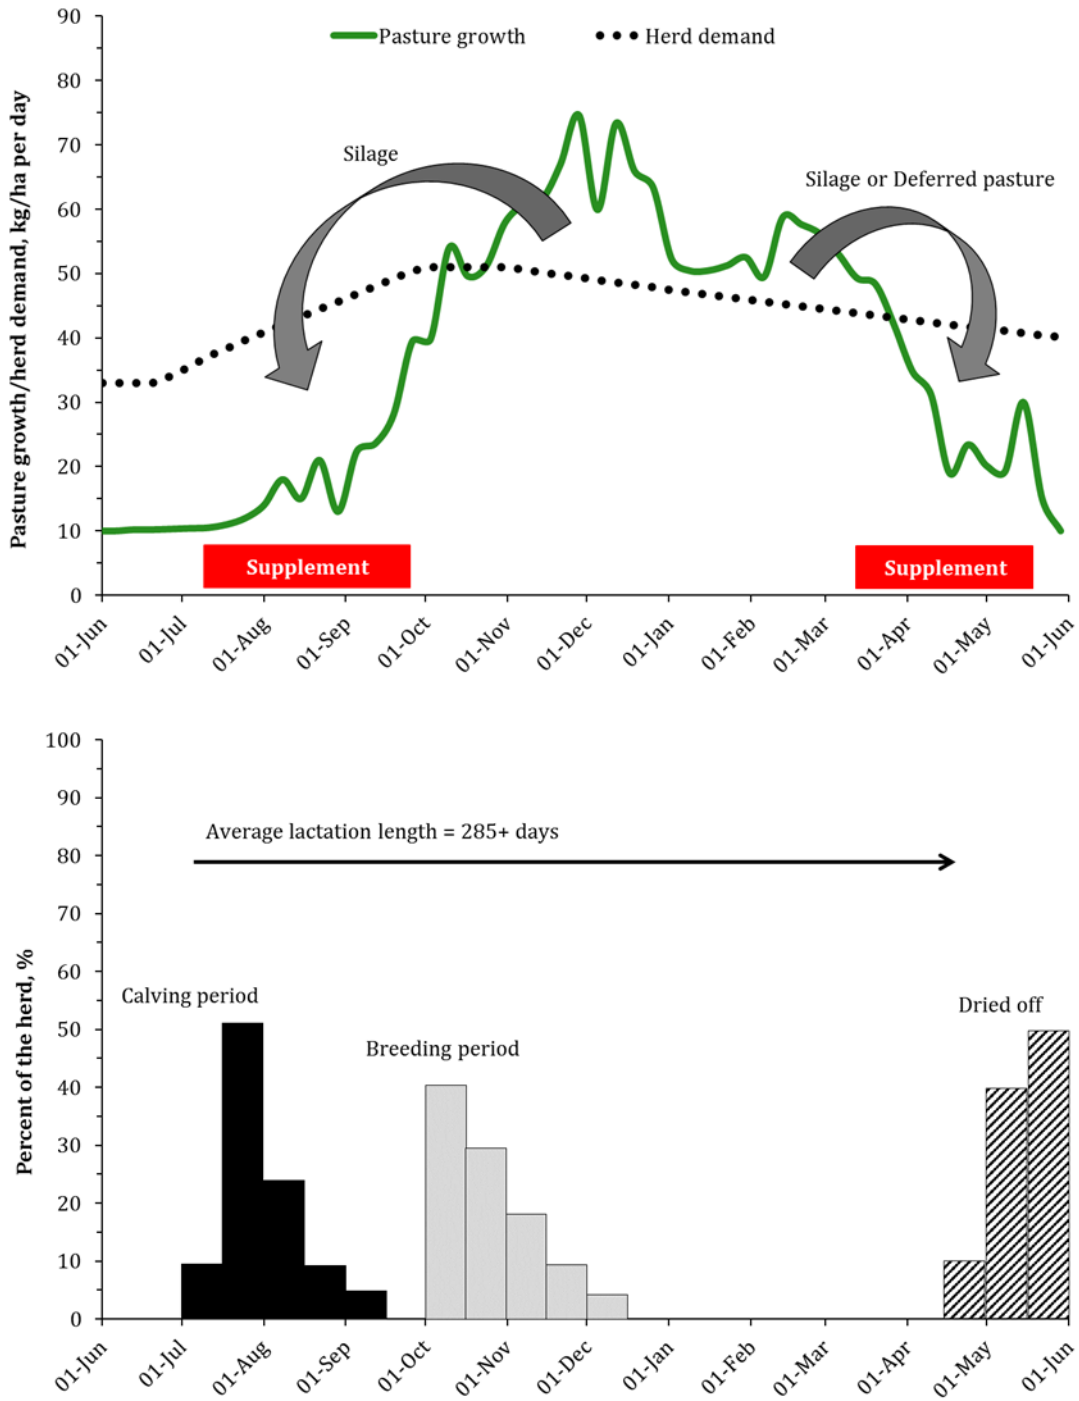 90
Pasture growth
Herd demand
80
70
Silage
Silage or Deferred pasture
60
50
40
30
20
10
0
Pasture growth/herd demand, kg/ha per day
Supplement
Supplement
01-Jun
01-Jul
01-Aug
01-Sep
01-Oct
01-Nov
01-Dec
01-Jan
01-Feb
01-Mar
01-Apr
01-May
01-Jun
100
90
Average lactation length = 285+ days
80
70
60
Calving period
Dried off
50
Breeding period
40
30
20
10
0
Percent of the herd, %
01-Jun
01-Jul
01-Aug
01-Sep
01-Oct
01-Nov
01-Dec
01-Jan
01-Feb
01-Mar
01-Apr
01-May
01-Jun